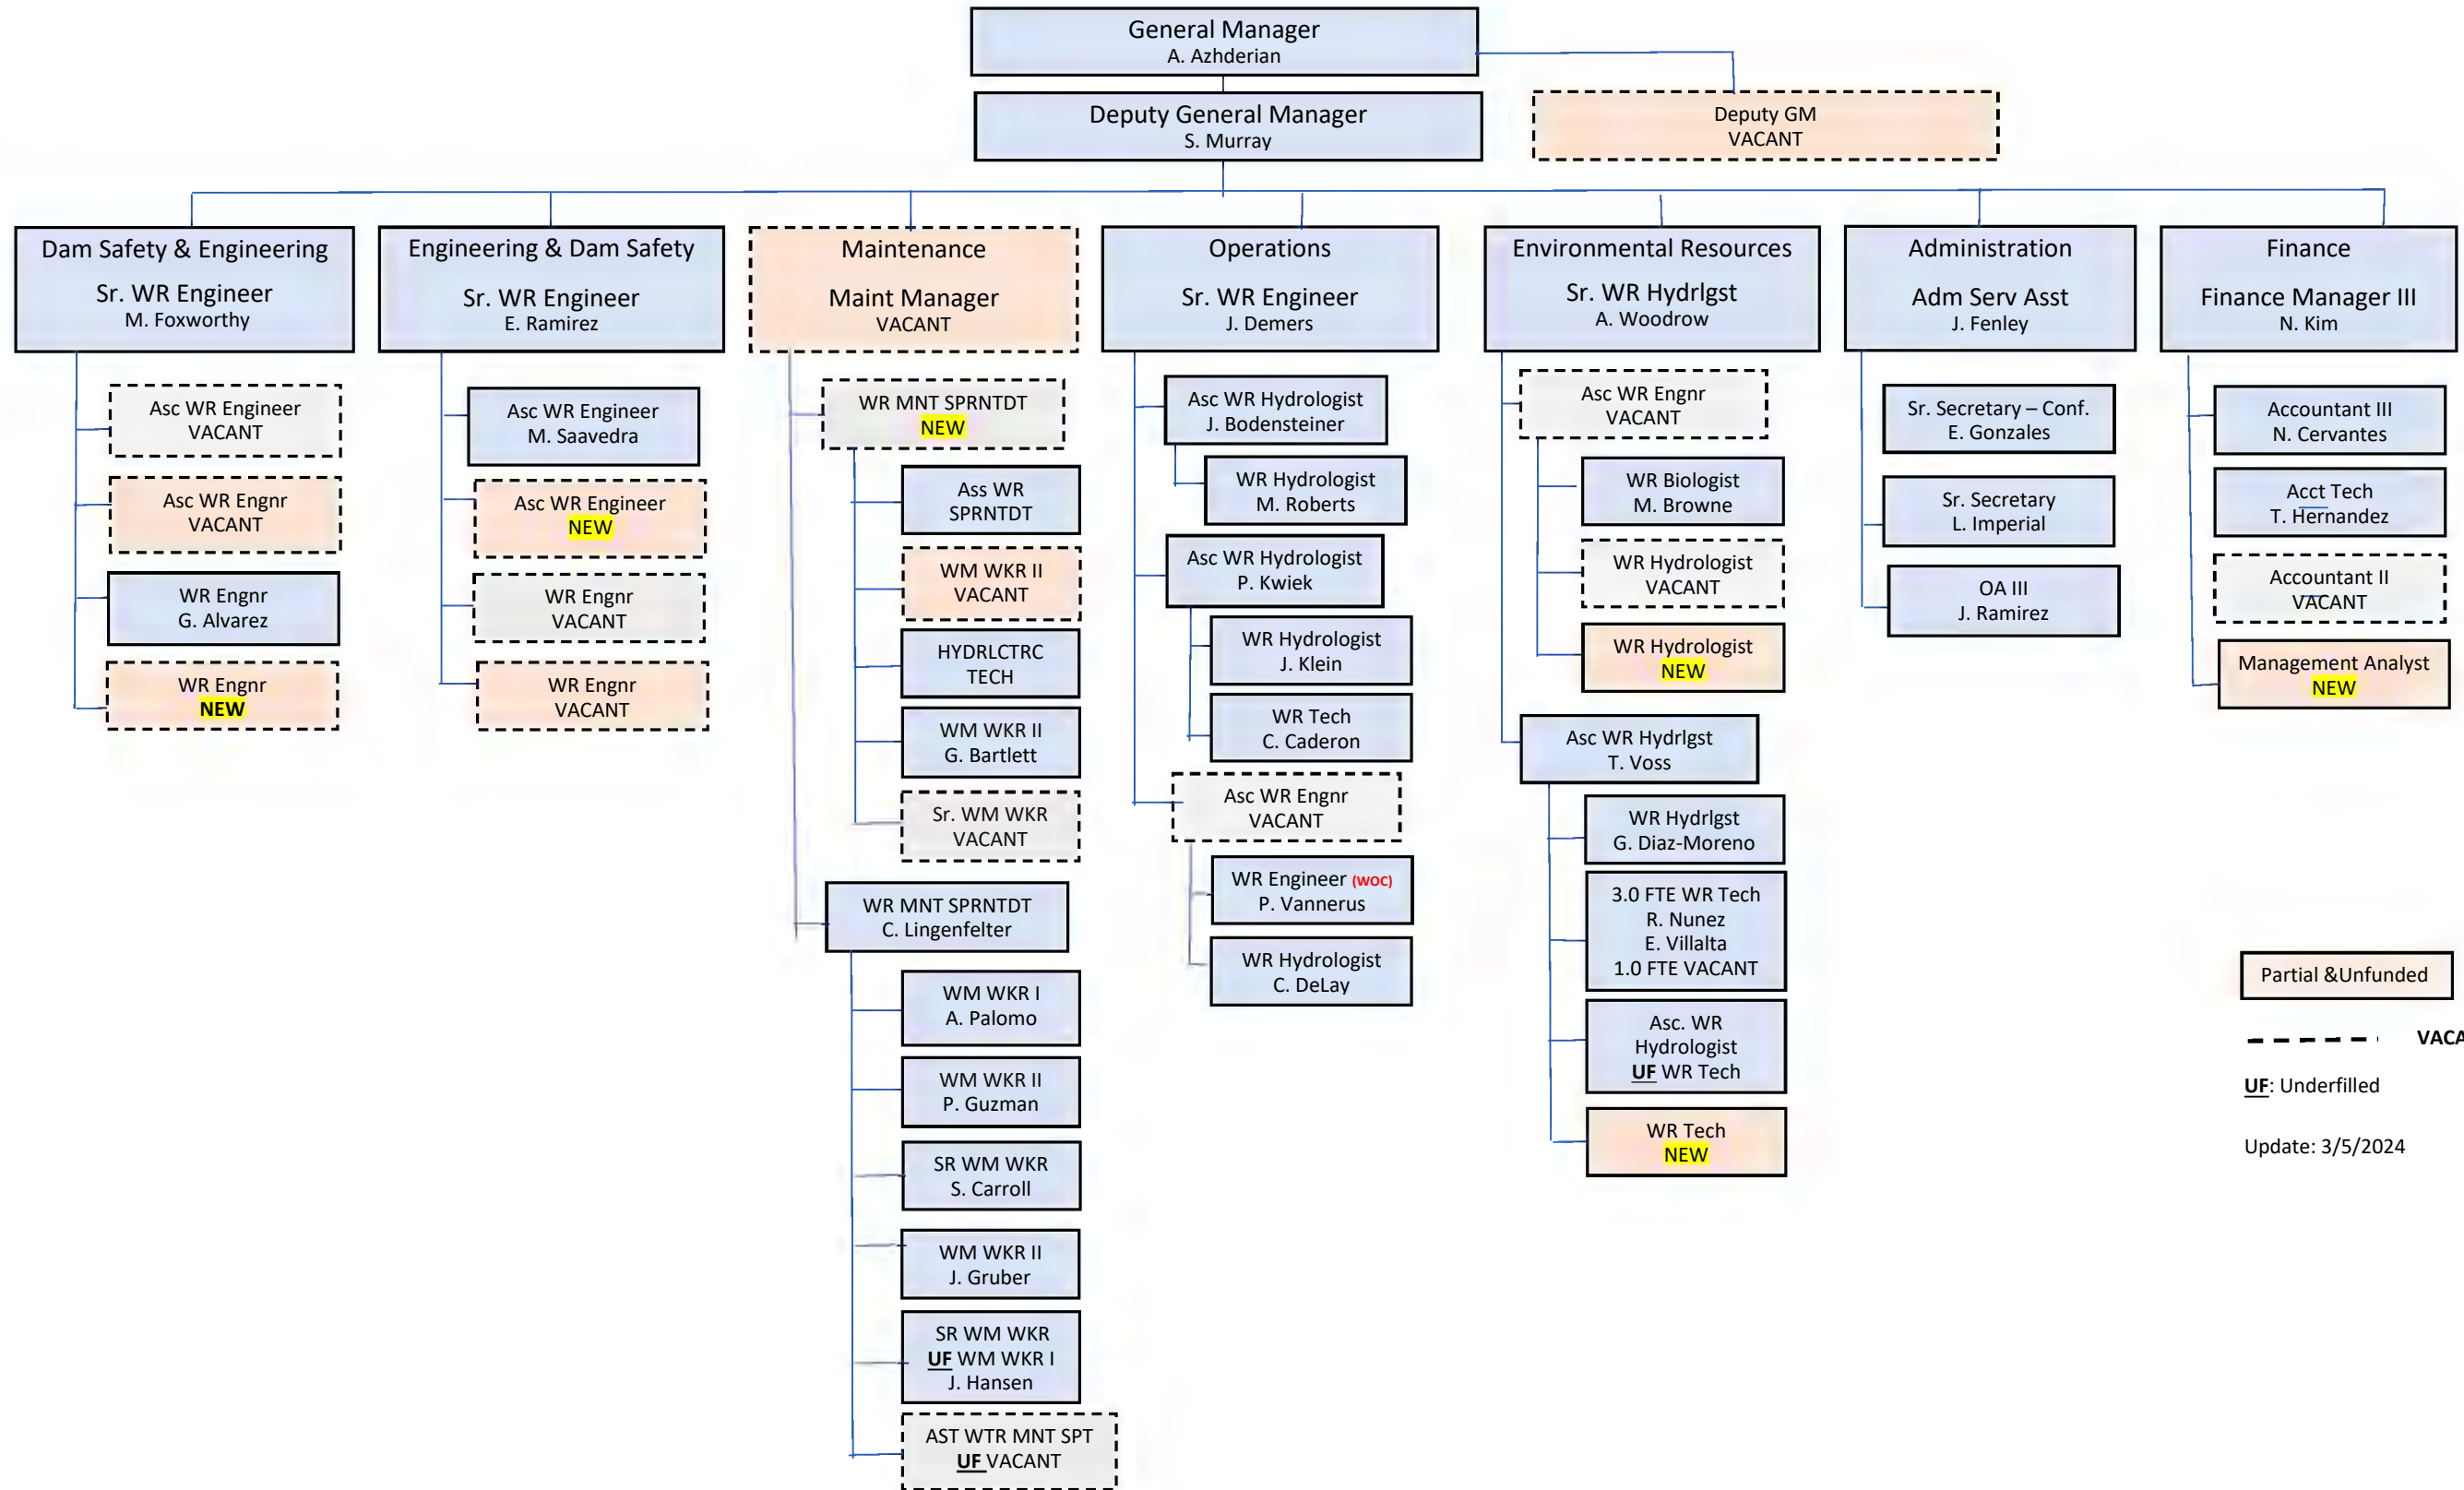 General Manager
A. Azhderian
Deputy General Manager
S. Murray
Deputy GM
VACANT
Dam Safety & Engineering
Sr. WR Engineer
M. Foxworthy
Asc WR Engineer
VACANT
Asc WR Engnr
VACANT
WR Engnr
G. Alvarez
WR Engnr
NEW
Engineering & Dam Safety
Sr. WR Engineer
E. Ramirez
Asc WR Engineer
M. Saavedra
Asc WR Engineer
NEW
WR Engnr
VACANT
WR Engnr
VACANT
Maintenance
Maint Manager
VACANT
WR MNT SPRNTDT
NEW
Ass WR
SPRNTDT
WM WKR II
VACANT
HYDRLCTRC
TECH
WM WKR II
G. Bartlett
Sr. WM WKR
VACANT
WR MNT SPRNTDT
C. Lingenfelter
WM WKR I
A. Palomo
WM WKR II
P. Guzman
SR WM WKR
S. Carroll
WM WKR II
J. Gruber
SR WM WKR
UF WM WKR I
J. Hansen
AST WTR MNT SPT
UF VACANT
Operations
Sr. WR Engineer
J. Demers
Asc WR Hydrologist
J. Bodensteiner
WR Hydrologist
M. Roberts
Asc WR Hydrologist
P. Kwiek
WR Hydrologist
J. Klein
WR Tech
C. Caderon
Asc WR Engnr
VACANT
WR Engineer (WOC)
P. Vannerus
WR Hydrologist
C. DeLay
Environmental Resources
Sr. WR Hydrlgst
A. Woodrow
Asc WR Engnr
VACANT
WR Biologist
M. Browne
WR Hydrologist
VACANT
WR Hydrologist
NEW
Asc WR Hydrlgst
T. Voss
WR Hydrlgst
G. Diaz-Moreno
3.0 FTE WR Tech
R. Nunez
E. Villalta
1.0 FTE VACANT
Asc. WR
Hydrologist
UF WR Tech
WR Tech
NEW
Administration
Adm Serv Asst
J. Fenley
Sr. Secretary – Conf.
E. Gonzales
Sr. Secretary
L. Imperial
OA III
J. Ramirez
Finance
Finance Manager III
N. Kim
Accountant III
N. Cervantes
Acct Tech
T. Hernandez
Accountant II
VACANT
Management Analyst
NEW
Partial &Unfunded
VACA
UF: Underfilled
Update: 3/5/2024